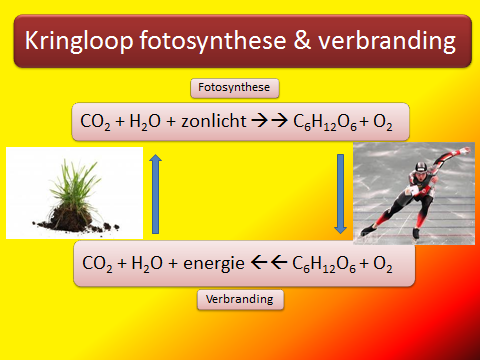 Kringloop fotosynthese & verbranding
Fotosynthese
CO₂ + H₂O + zonlicht →→ C₆H₁₂O₆ + O₂
CO₂ + H₂O + energie ←← C₆H₁₂O₆ + O₂
Verbranding